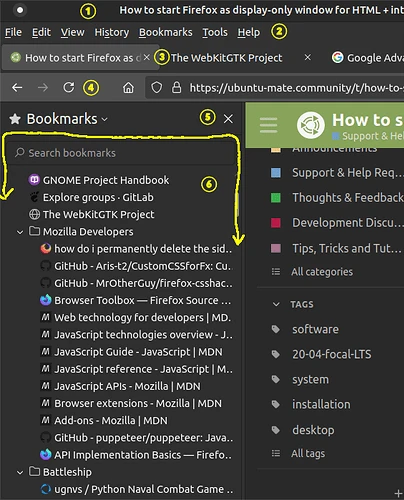 1
How to start Firefox as display-only window for HTML + int
File Edit View History Bookmarks Tools Help 2
How to start Firefox as d 3 The WebKitGTK Project Google Adva
4 https://ubuntu-mate.community/t/how-to-s
Bookmarks 5
Search bookmarks
6
GNOME Project Handbook
Explore groups · GitLab
The WebKitGTK Project
Mozilla Developers
how do i permanently delete the sid…
GitHub - Aris-t2/CustomCSSforFx: Cu…
GitHub - MrOtherGuy/firefox-csshac…
Browser Toolbox — Firefox Source …
Web technology for developers | MD…
JavaScript technologies overview - J…
JavaScript Guide - JavaScript | MDN
JavaScript reference - JavaScript | M…
JavaScript APIs - Mozilla | MDN
Browser extensions - Mozilla | MDN
Add-ons - Mozilla | MDN
GitHub - puppeteer/puppeteer: Java…
API Implementation Basics — Firefo…
Battleship
ugnvs / Python Naval Combat Game …
How to s
Support & Help
Announcements
Support & Help Req...
Thoughts & Feedback
Development Discu...
Tips, Tricks and Tut...
All categories
TAGS
software
20-04-focal-LTS
system
installation
desktop
All tags